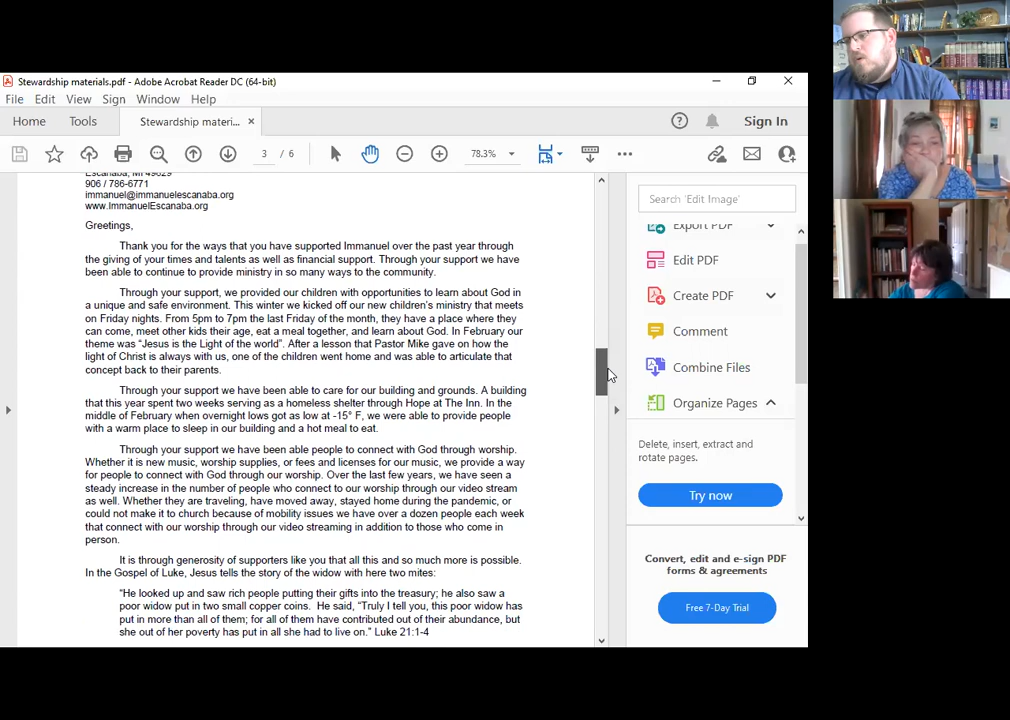 Stewardship materials.pdf - Adobe Acrobat Reader DC (64-bit)
File Edit View Sign Window Help
Home Tools Stewardship materi... × Sign In
3 / 6 78.3%
Escanaba, MI 49829
906 / 786-6771
immanuel@immanuelescanaba.org
www.ImmanuelEscanaba.org
Greetings,
Thank you for the ways that you have supported Immanuel over the past year through
the giving of your times and talents as well as financial support. Through your support we have
been able to continue to provide ministry in so many ways to the community.
Through your support, we provided our children with opportunities to learn about God in
a unique and safe environment. This winter we kicked off our new children's ministry that meets
on Friday nights. From 5pm to 7pm the last Friday of the month, they have a place where they
can come, meet other kids their age, eat a meal together, and learn about God. In February our
theme was “Jesus is the Light of the world”. After a lesson that Pastor Mike gave on how the
light of Christ is always with us, one of the children went home and was able to articulate that
concept back to their parents.
Through your support we have been able to care for our building and grounds. A building
that this year spent two weeks serving as a homeless shelter through Hope at The Inn. In the
middle of February when overnight lows got as low at -15° F, we were able to provide people
with a warm place to sleep in our building and a hot meal to eat.
Through your support we have been able people to connect with God through worship.
Whether it is new music, worship supplies, or fees and licenses for our music, we provide a way
for people to connect with God through our worship. Over the last few years, we have seen a
steady increase in the number of people who connect to our worship through our video stream
as well. Whether they are traveling, have moved away, stayed home during the pandemic, or
could not make it to church because of mobility issues we have over a dozen people each week
that connect with our worship through our video streaming in addition to those who come in
person.
It is through generosity of supporters like you that all this and so much more is possible.
In the Gospel of Luke, Jesus tells the story of the widow with here two mites:
“He looked up and saw rich people putting their gifts into the treasury; he also saw a
poor widow put in two small copper coins. He said, “Truly I tell you, this poor widow has
put in more than all of them; for all of them have contributed out of their abundance, but
she out of her poverty has put in all she had to live on.” Luke 21:1-4
Search 'Edit Image'
Export PDF
Edit PDF
Create PDF
Comment
Combine Files
Organize Pages
Delete, insert, extract and
rotate pages.
Try now
Convert, edit and e-sign PDF
forms & agreements
Free 7-Day Trial